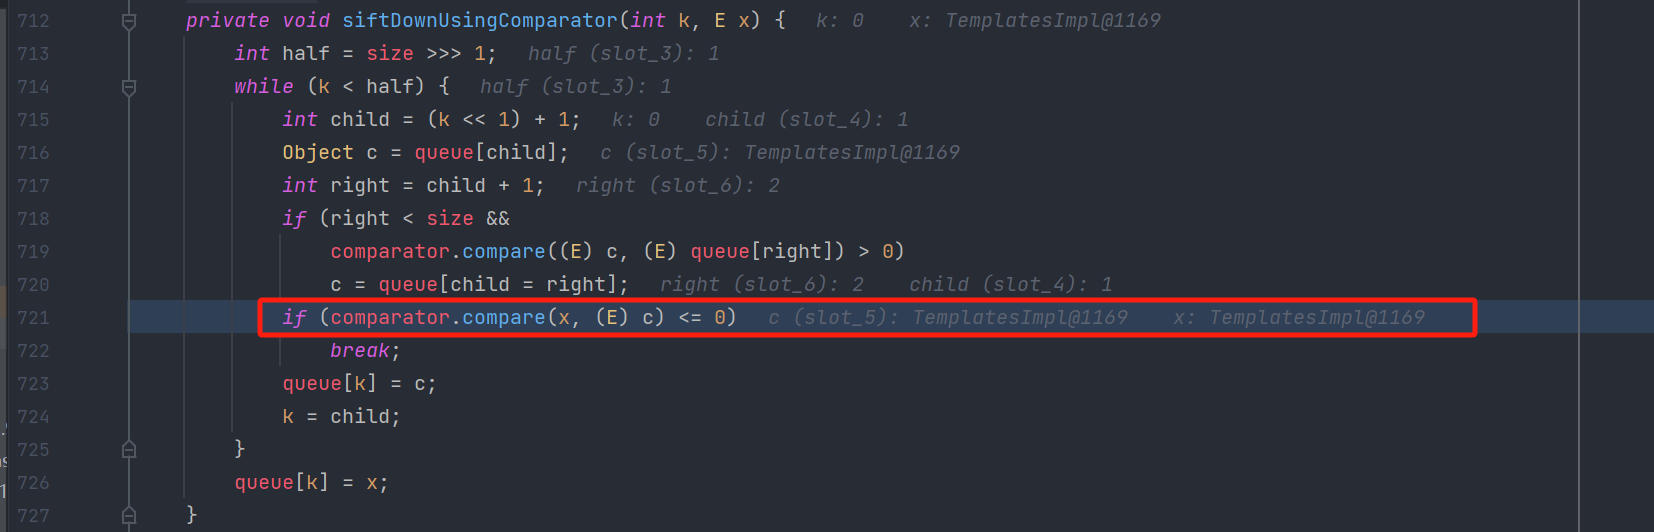 712 private void siftDownUsingComparator(int k, E x) { k: 0 x: TemplatesImpl@1169
713 int half = size >>> 1; half (slot_3): 1
714 while (k < half) { half (slot_3): 1
715 int child = (k << 1) + 1; k: 0 child (slot_4): 1
716 Object c = queue[child]; c (slot_5): TemplatesImpl@1169
717 int right = child + 1; right (slot_6): 2
718 if (right < size &&
719 comparator.compare((E) c, (E) queue[right]) > 0)
720 c = queue[child = right]; right (slot_6): 2 child (slot_4): 1
721 if (comparator.compare(x, (E) c) <= 0) c (slot_5): TemplatesImpl@1169 x: TemplatesImpl@1169
722 break;
723 queue[k] = c;
724 k = child;
725 }
726 queue[k] = x;
727 }